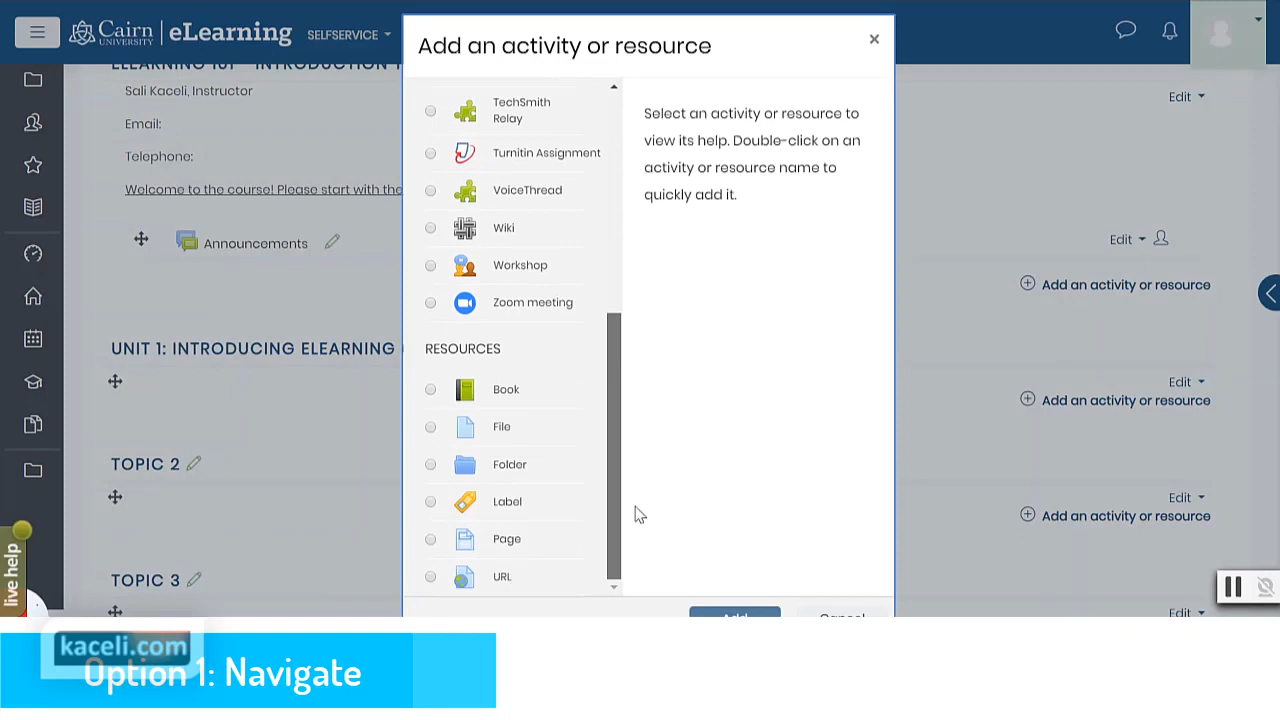 Cairn
UNIVERSITY
eLearning
SELFSERVICE
Sali Kaceli, Instructor
Email:
Telephone:
Welcome to the course! Please start with the
Announcements
Edit
Edit
Add an activity or resource
UNIT 1: INTRODUCING ELEARNING
Edit
Add an activity or resource
TOPIC 2
Edit
Add an activity or resource
TOPIC 3
Edit
Add an activity or resource
×
TechSmith
Relay
Turnitin Assignment
VoiceThread
Wiki
Workshop
Zoom meeting
RESOURCES
Book
File
Folder
Label
Page
URL
Select an activity or resource to
view its help. Double-click on an
activity or resource name to
quickly add it.
Add
Cancel
live help
kaceli.com
Option 1: Navigate